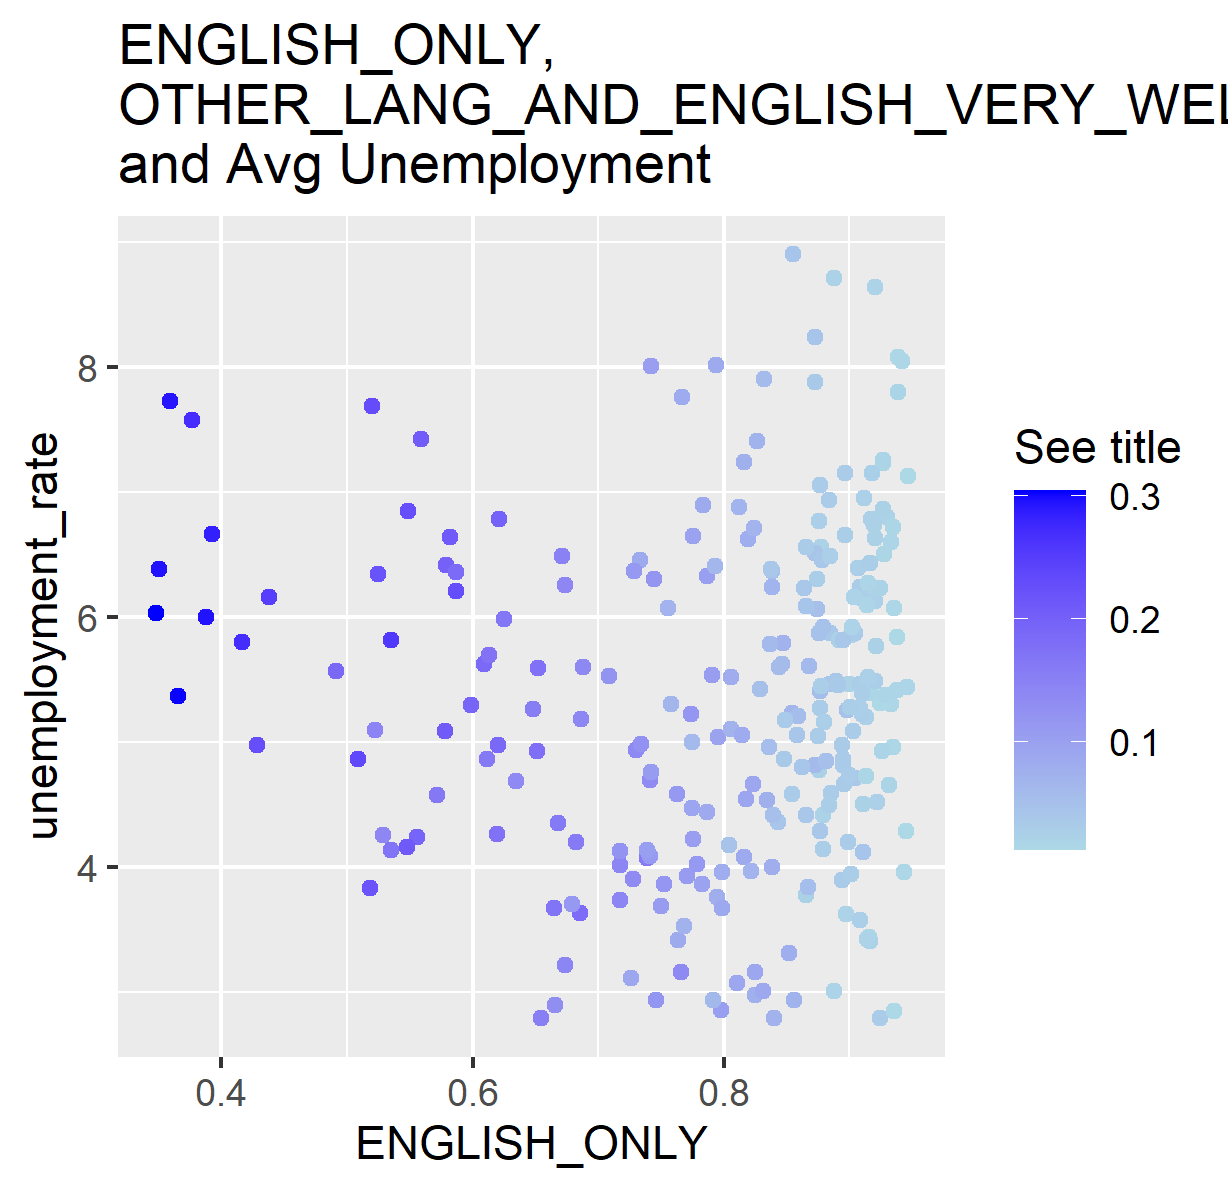 ENGLISH_ONLY,
OTHER_LANG_AND_ENGLISH_VERY_WEL
and Avg Unemployment
8
6
4
unemployment_rate
0.4
0.6
0.8
ENGLISH_ONLY
See title
0.3
0.2
0.1